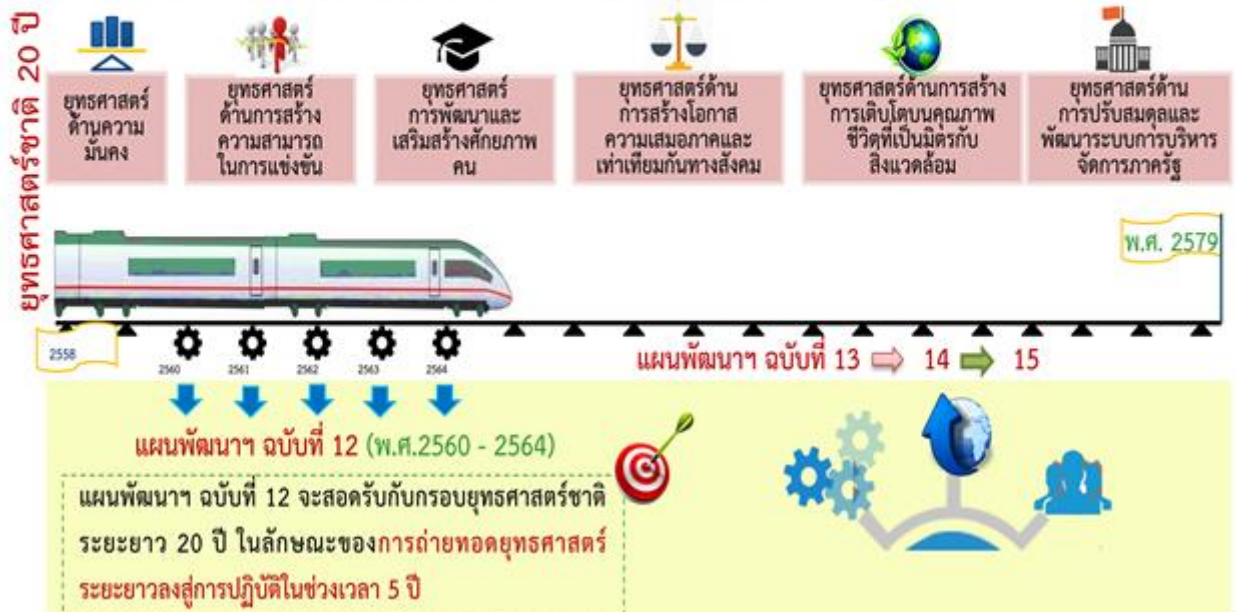 ยุทธศาสตร์ชาติ 20 ปี
ยุทธศาสตร์
ด้านความ
มั่นคง
ยุทธศาสตร์
ด้านการสร้าง
ความสามารถ
ในการแข่งขัน
ยุทธศาสตร์
การพัฒนาและ
เสริมสร้างศักยภาพ
คน
ยุทธศาสตร์ด้าน
การสร้างโอกาส
ความเสมอภาคและ
เท่าเทียมกันทางสังคม
ยุทธศาสตร์ด้านการสร้าง
การเติบโตบนคุณภาพ
ชีวิตที่เป็นมิตรกับ
สิ่งแวดล้อม
ยุทธศาสตร์ด้าน
การปรับสมดุลและ
พัฒนาระบบการบริหาร
จัดการภาครัฐ
พ.ศ. 2579
2558
2560 2561 2562 2563 2564
แผนพัฒนาฯ ฉบับที่ 13 14 15
แผนพัฒนาฯ ฉบับที่ 12 (พ.ศ.2560 - 2564)
แผนพัฒนาฯ ฉบับที่ 12 จะสอดรับกับกรอบยุทธศาสตร์ชาติ
ระยะยาว 20 ปี ในลักษณะของการถ่ายทอดยุทธศาสตร์
ระยะยาวลงสู่การปฏิบัติในช่วงเวลา 5 ปี